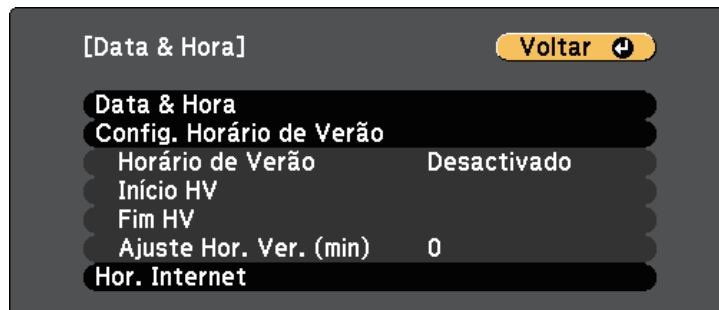 [Data & Hora] Voltar
Data & Hora
Config. Horário de Verão
Horário de Verão Desactivado
Início HV
Fim HV
Ajuste Hor. Ver. (min) 0
Hor. Internet